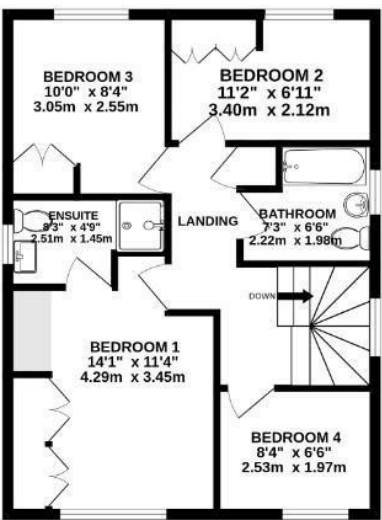 BEDROOM 3
10'0" x 8'4"
3.05m x 2.55m
BEDROOM 2
11'2" x 6'11"
3.40m x 2.12m
ENSUITE
8'3" x 4'9"
2.51m x 1.45m
LANDING
BATHROOM
7'3" x 6'6"
2.22m x 1.98m
DOWN
BEDROOM 1
14'1" x 11'4"
4.29m x 3.45m
BEDROOM 4
8'4" x 6'6"
2.53m x 1.97m